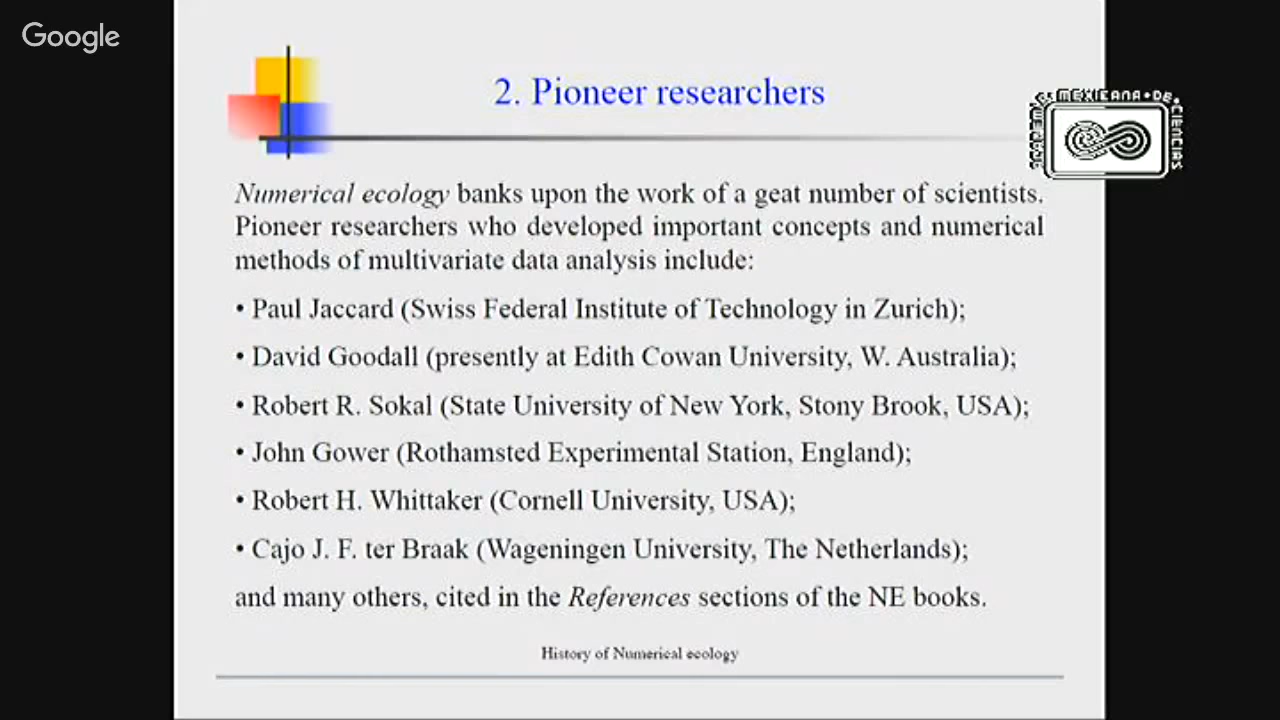 Google
2. Pioneer researchers
ACADEMIA MEXICANA DE CIENCIAS
Numerical ecology banks upon the work of a geat number of scientists.
Pioneer researchers who developed important concepts and numerical
methods of multivariate data analysis include:
• Paul Jaccard (Swiss Federal Institute of Technology in Zurich);
• David Goodall (presently at Edith Cowan University, W. Australia);
• Robert R. Sokal (State University of New York, Stony Brook, USA);
• John Gower (Rothamsted Experimental Station, England);
• Robert H. Whittaker (Cornell University, USA);
• Cajo J. F. ter Braak (Wageningen University, The Netherlands);
and many others, cited in the References sections of the NE books.
History of Numerical ecology